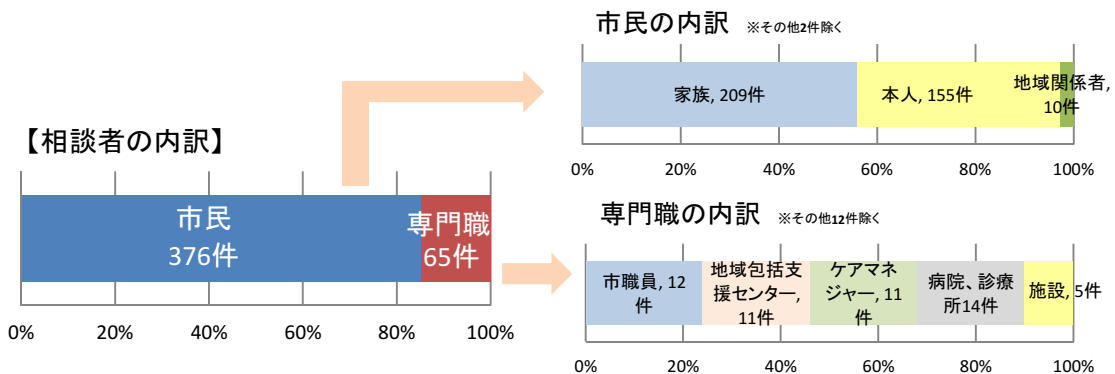 市民の内訳 ※その他2件除く
家族, 209件
本人, 155件
地域関係者,
10件
0% 20% 40% 60% 80% 100%
【相談者の内訳】
市民
376件
専門職
65件
0% 20% 40% 60% 80% 100%
専門職の内訳 ※その他12件除く
市職員, 12
件
地域包括支
援センター,
11件
ケアマネ
ジャー, 11
件
病院、診療
所14件
施設, 5件
0% 20% 40% 60% 80% 100%